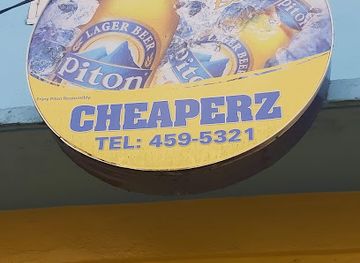 LAGER BEER
Piton
Piton
Enjoy Piton Responsibly
CHEAPERZ
TEL: 459-5321